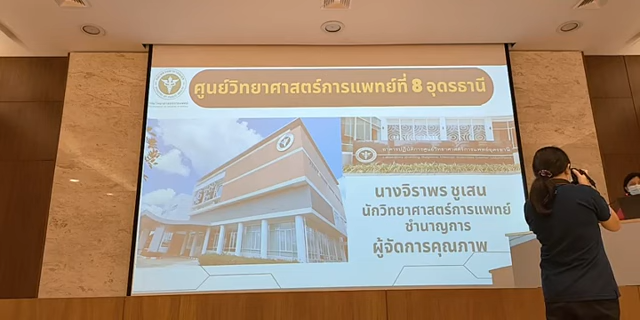 ศูนย์วิทยาศาสตร์การแพทย์ที่ 8 อุดรธานี
นางจิราพร ชูเสน
นักวิทยาศาสตร์การแพทย์
ชำนาญการ
ผู้จัดการคุณภาพ